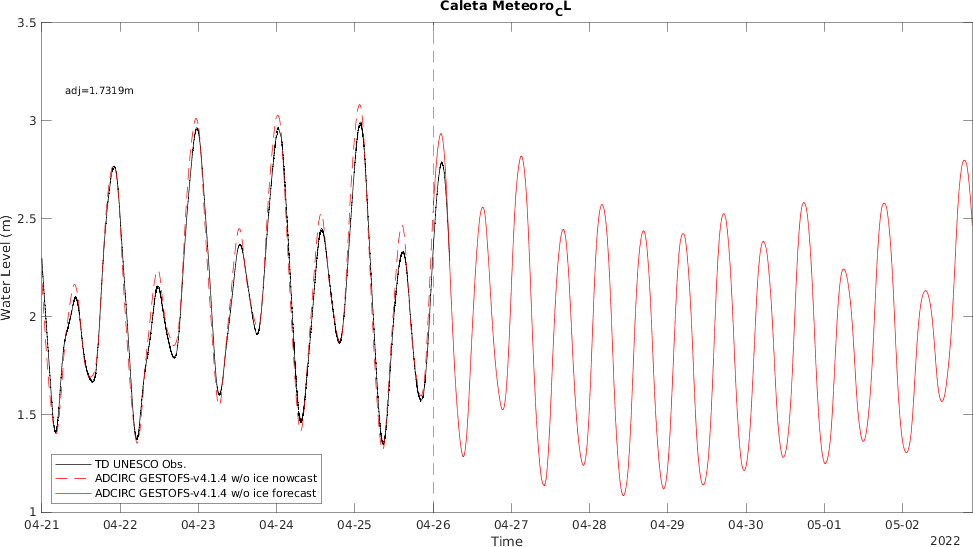 Caleta Meteoro_CL
3.5
adj=1.7319m
3
2.5
Water Level (m)
2
1.5
TD UNESCO Obs.
ADCIRC GESTOFS-v4.1.4 w/o ice nowcast
ADCIRC GESTOFS-v4.1.4 w/o ice forecast
1
04-21 04-22 04-23 04-24 04-25 04-26 04-27 04-28 04-29 04-30 05-01 05-02
Time
2022